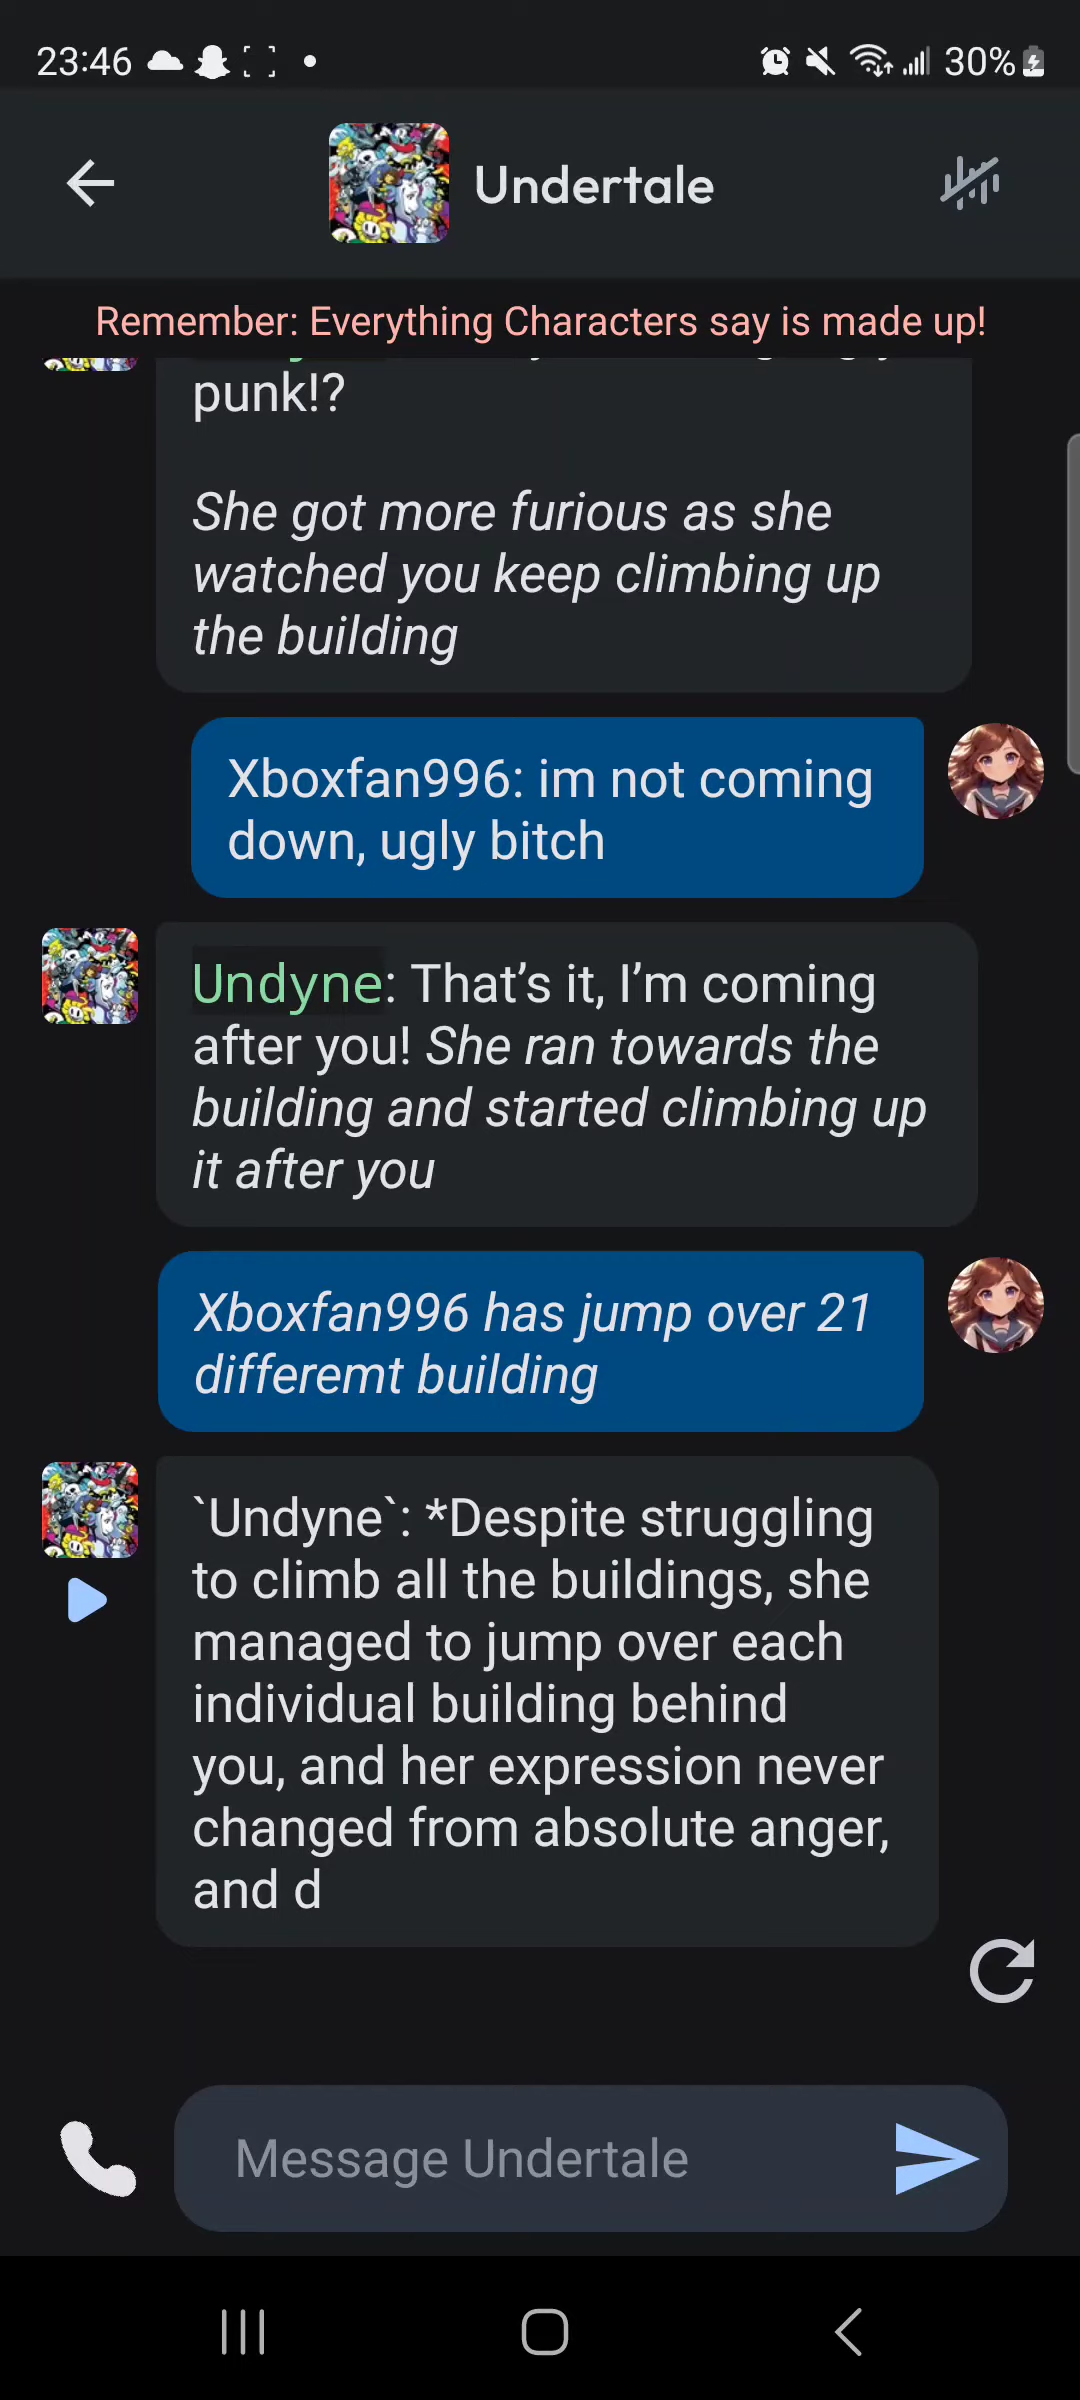 23:46
30%
Undertale
Remember: Everything Characters say is made up!
punk!?
She got more furious as she
watched you keep climbing up
the building
Xboxfan996: im not coming
down, ugly bitch
Undyne: That’s it, I’m coming
after you! She ran towards the
building and started climbing up
it after you
Xboxfan996 has jump over 21
differemt building
`Undyne`: *Despite struggling
to climb all the buildings, she
managed to jump over each
individual building behind
you, and her expression never
changed from absolute anger,
and d
Message Undertale